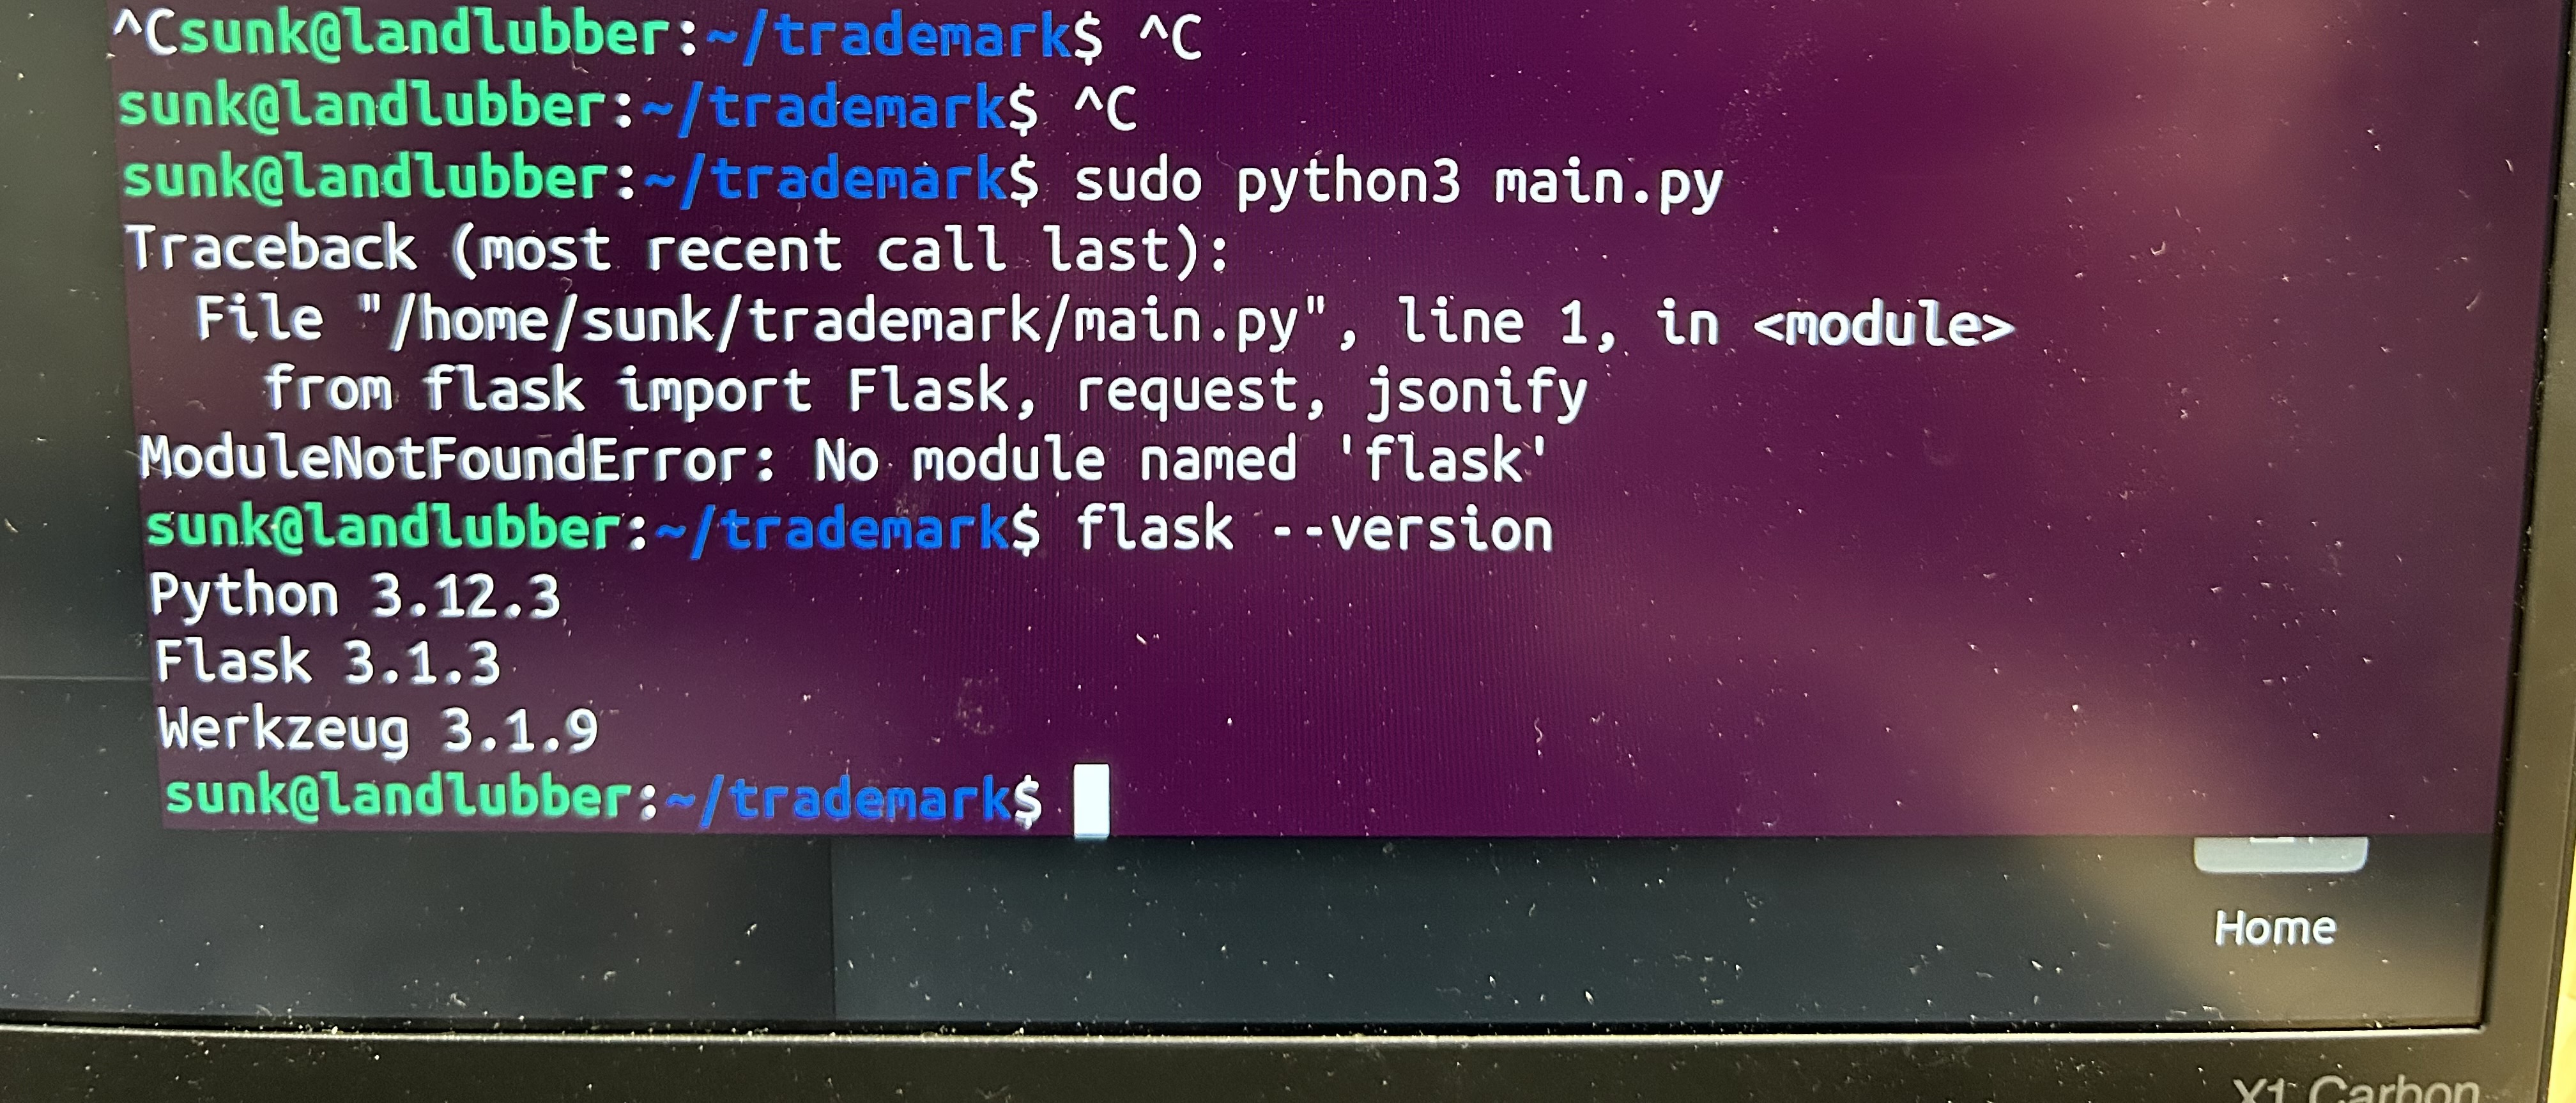 ^Csunk@landlubber:~/trademark$ ^C
sunk@landlubber:~/trademark$ ^C
sunk@landlubber:~/trademark$ sudo python3 main.py
Traceback (most recent call last):
  File "/home/sunk/trademark/main.py", line 1, in <module>
    from flask import Flask, request, jsonify
ModuleNotFoundError: No module named 'flask'
sunk@landlubber:~/trademark$ flask --version
Python 3.12.3
Flask 3.1.3
Werkzeug 3.1.9
sunk@landlubber:~/trademark$
Home
X1 Carbon